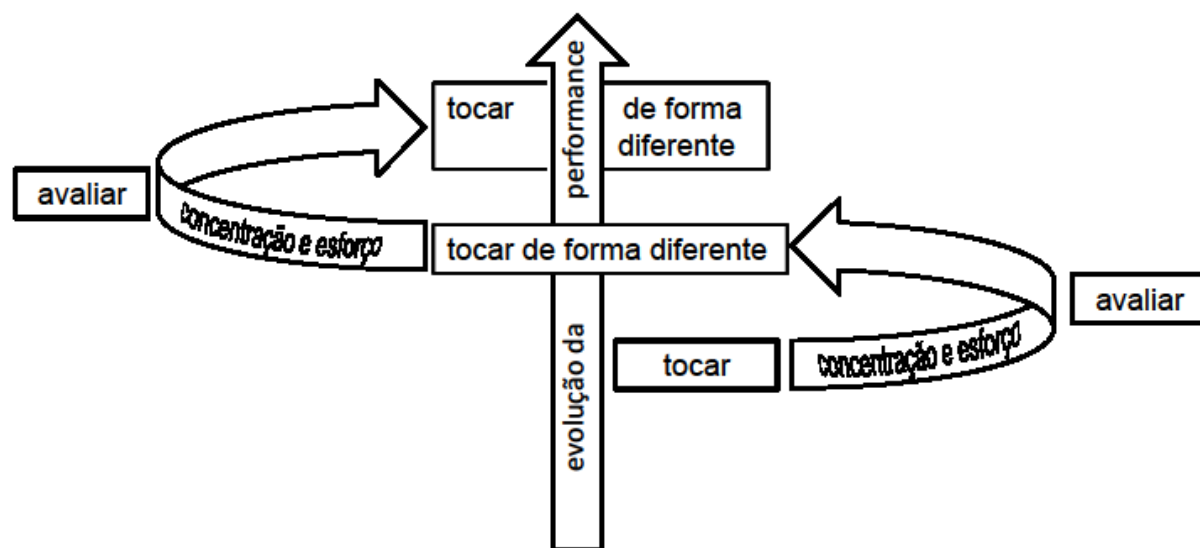 performance
tocar de forma
diferente
avaliar
concentração e esforço
tocar de forma diferente
avaliar
evolução da
tocar
concentração e esforço